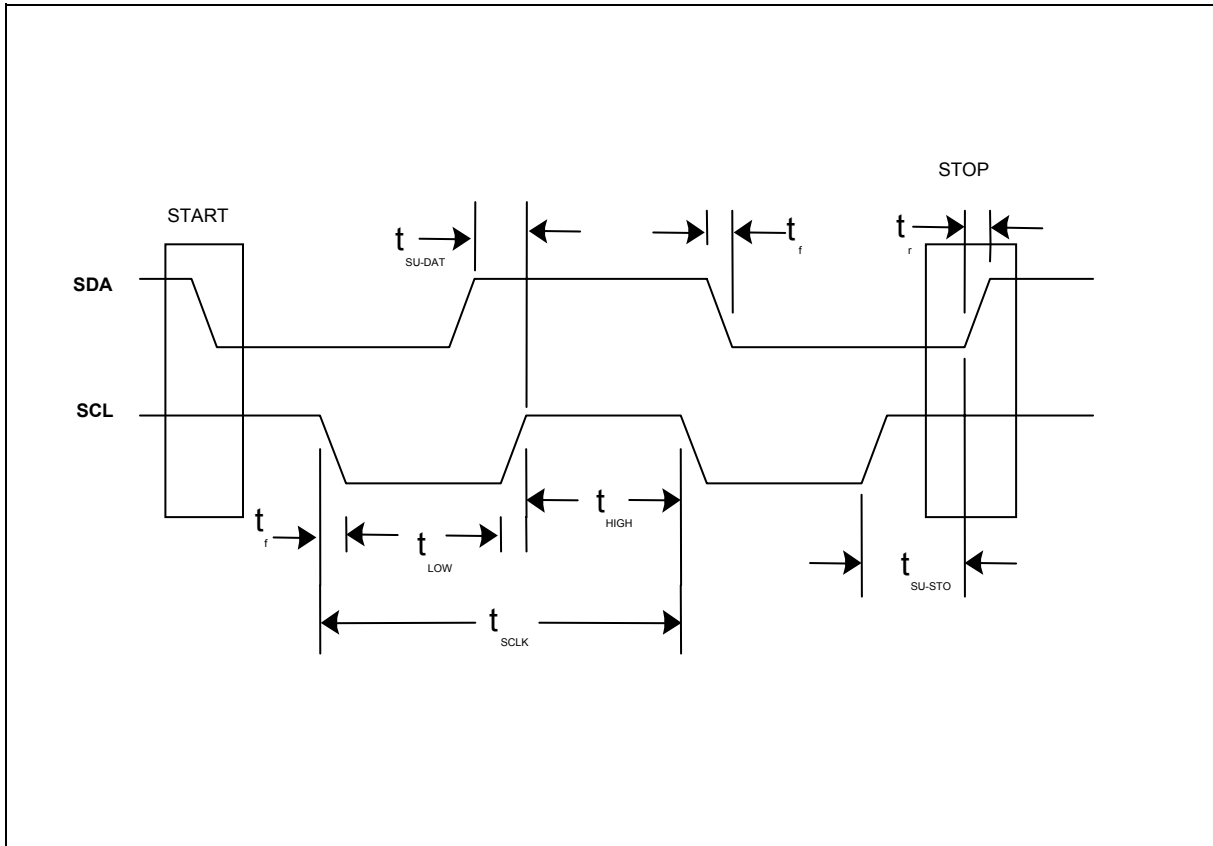 STOP
START
t SU-DAT
t f
t r
SDA
SCL
t HIGH
t f
t LOW
t SU-STO
t SCLK